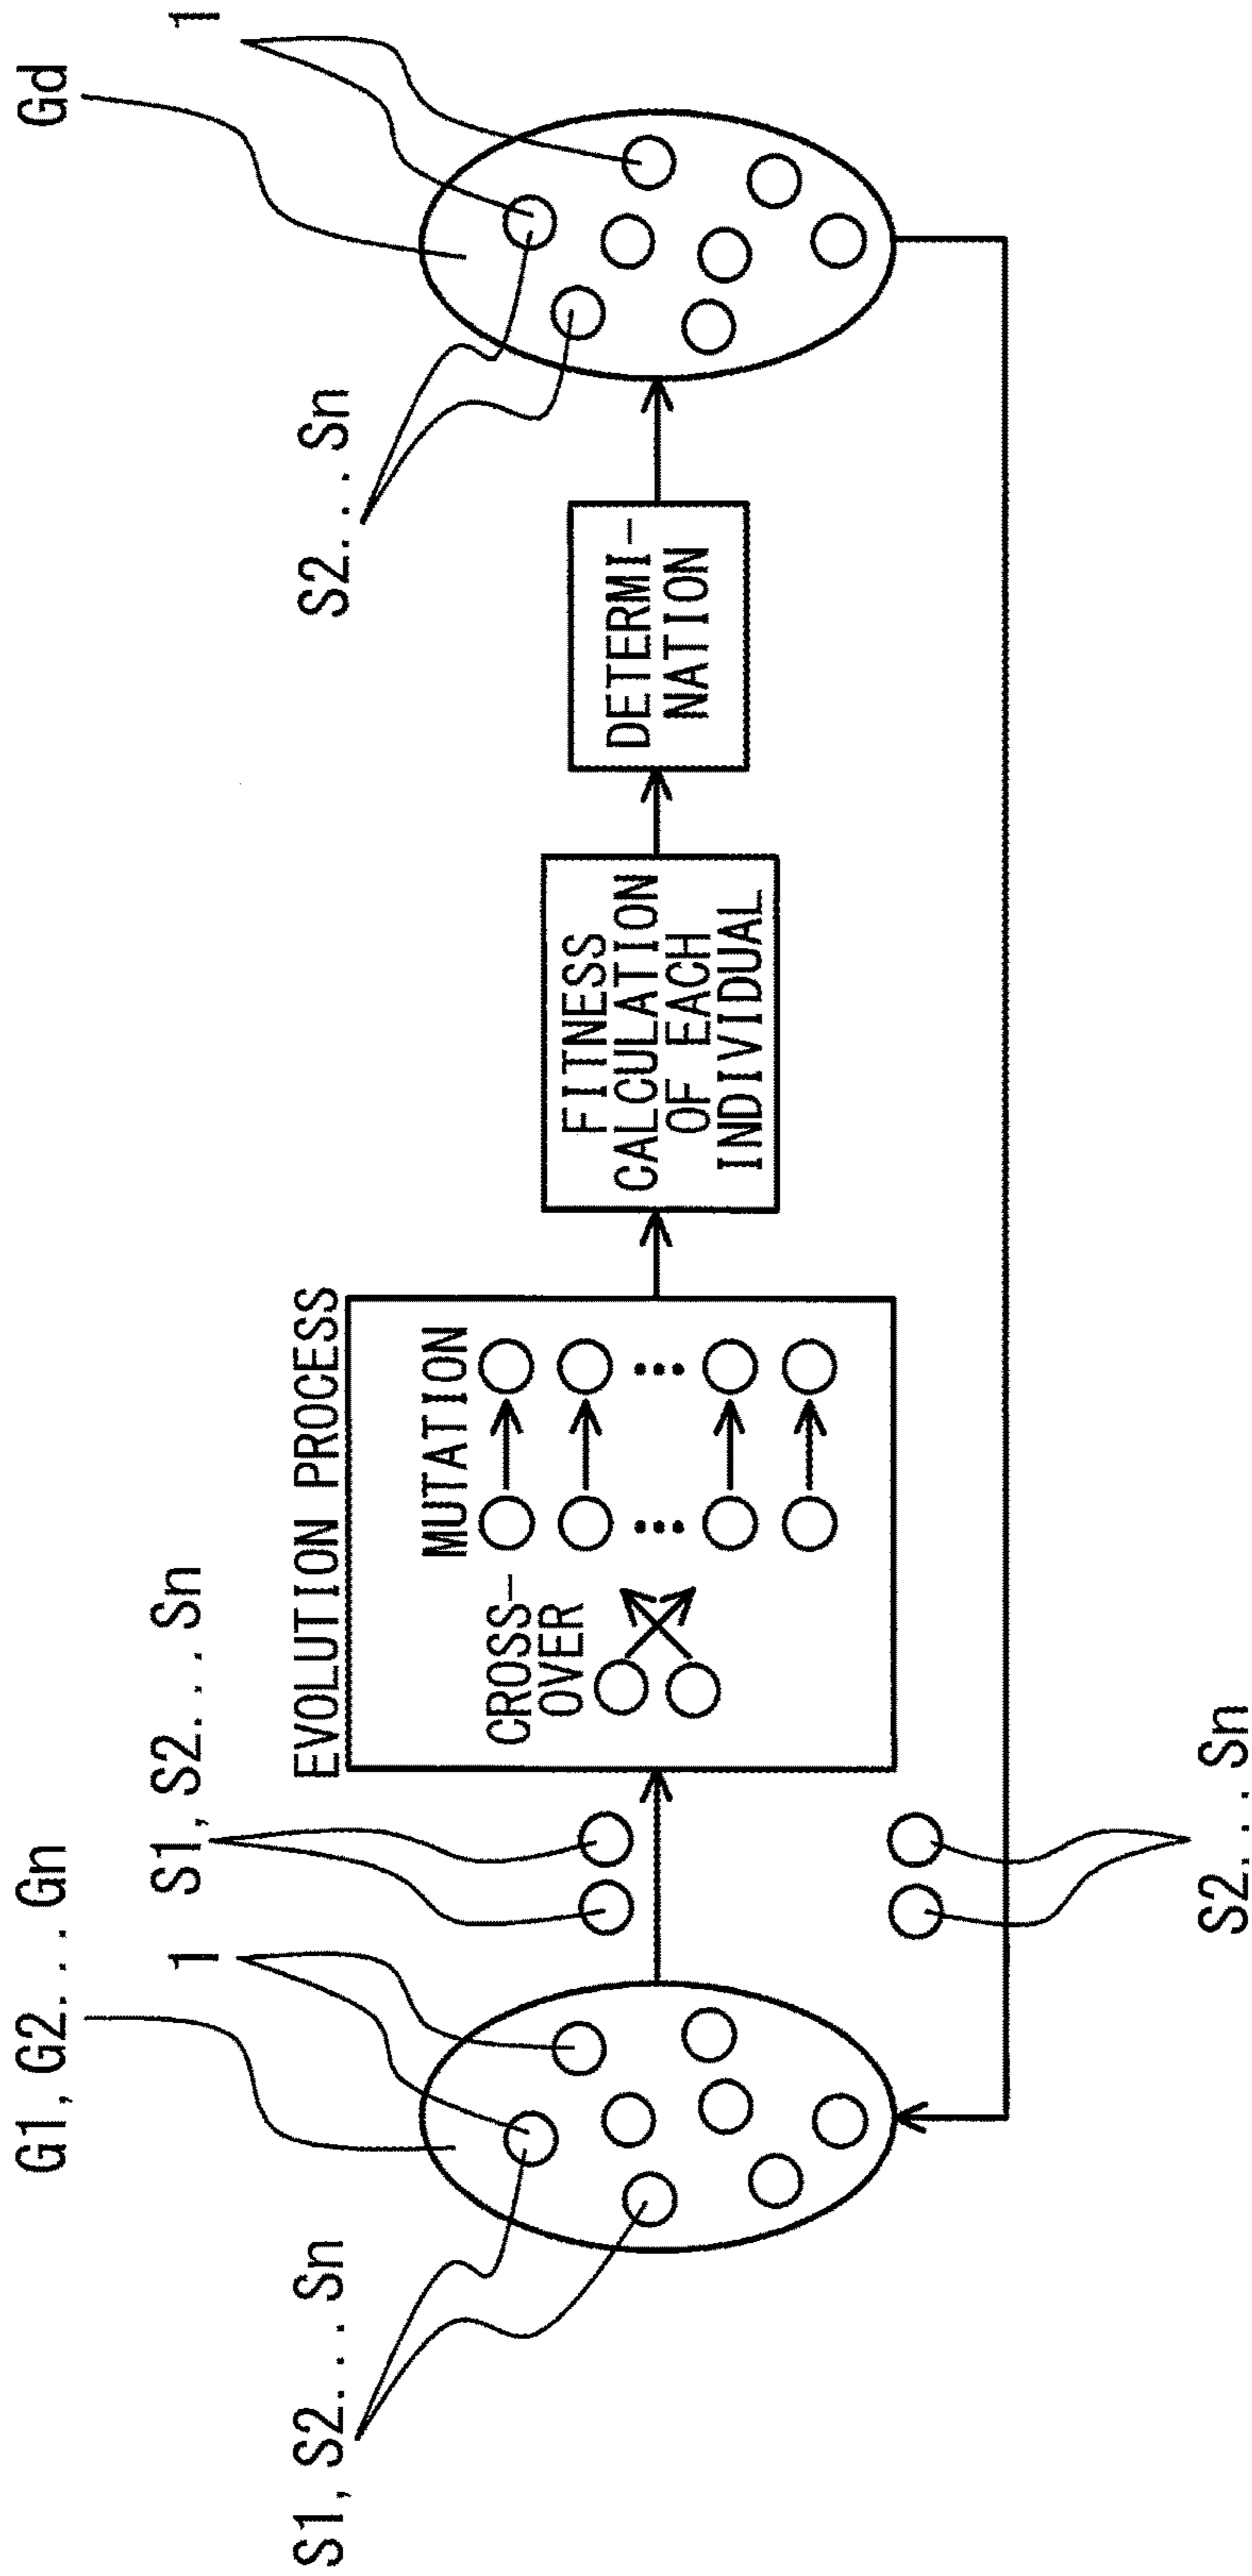 G1, G2. . . Gn
1
S1, S2. . . Sn
S1, S2. . . Sn
EVOLUTION PROCESS
CROSS-
OVER
MUTATION
FITNESS
CALCULATION
OF EACH
INDIVIDUAL
DETERMI-
NATION
S2. . . Sn
Gd
1
S2. . . Sn